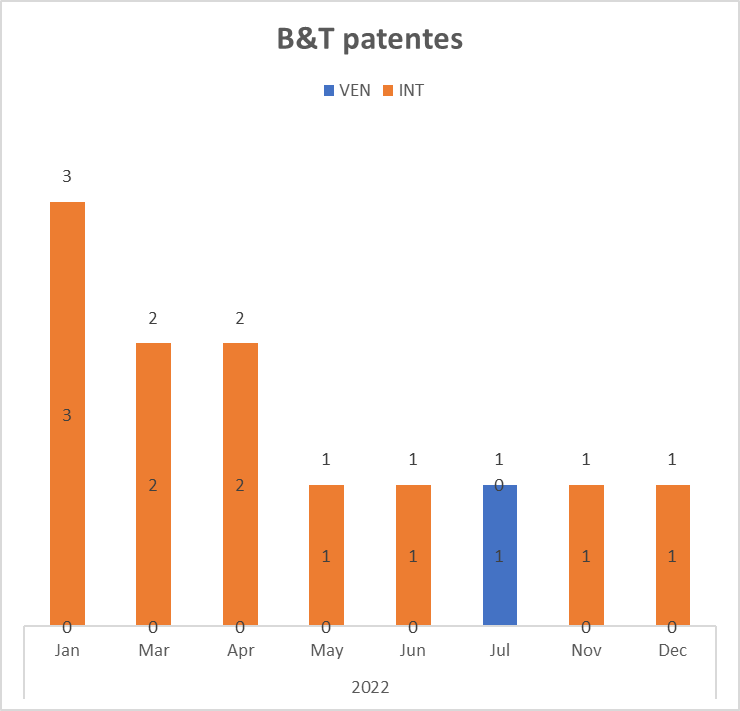 B&T patentes
VEN INT
3
2 2
3
1 1 1 1 1
2 2 0
1 1 1 1 1
0 0 0 0 0 0 0
Jan Mar Apr May Jun Jul Nov Dec
2022